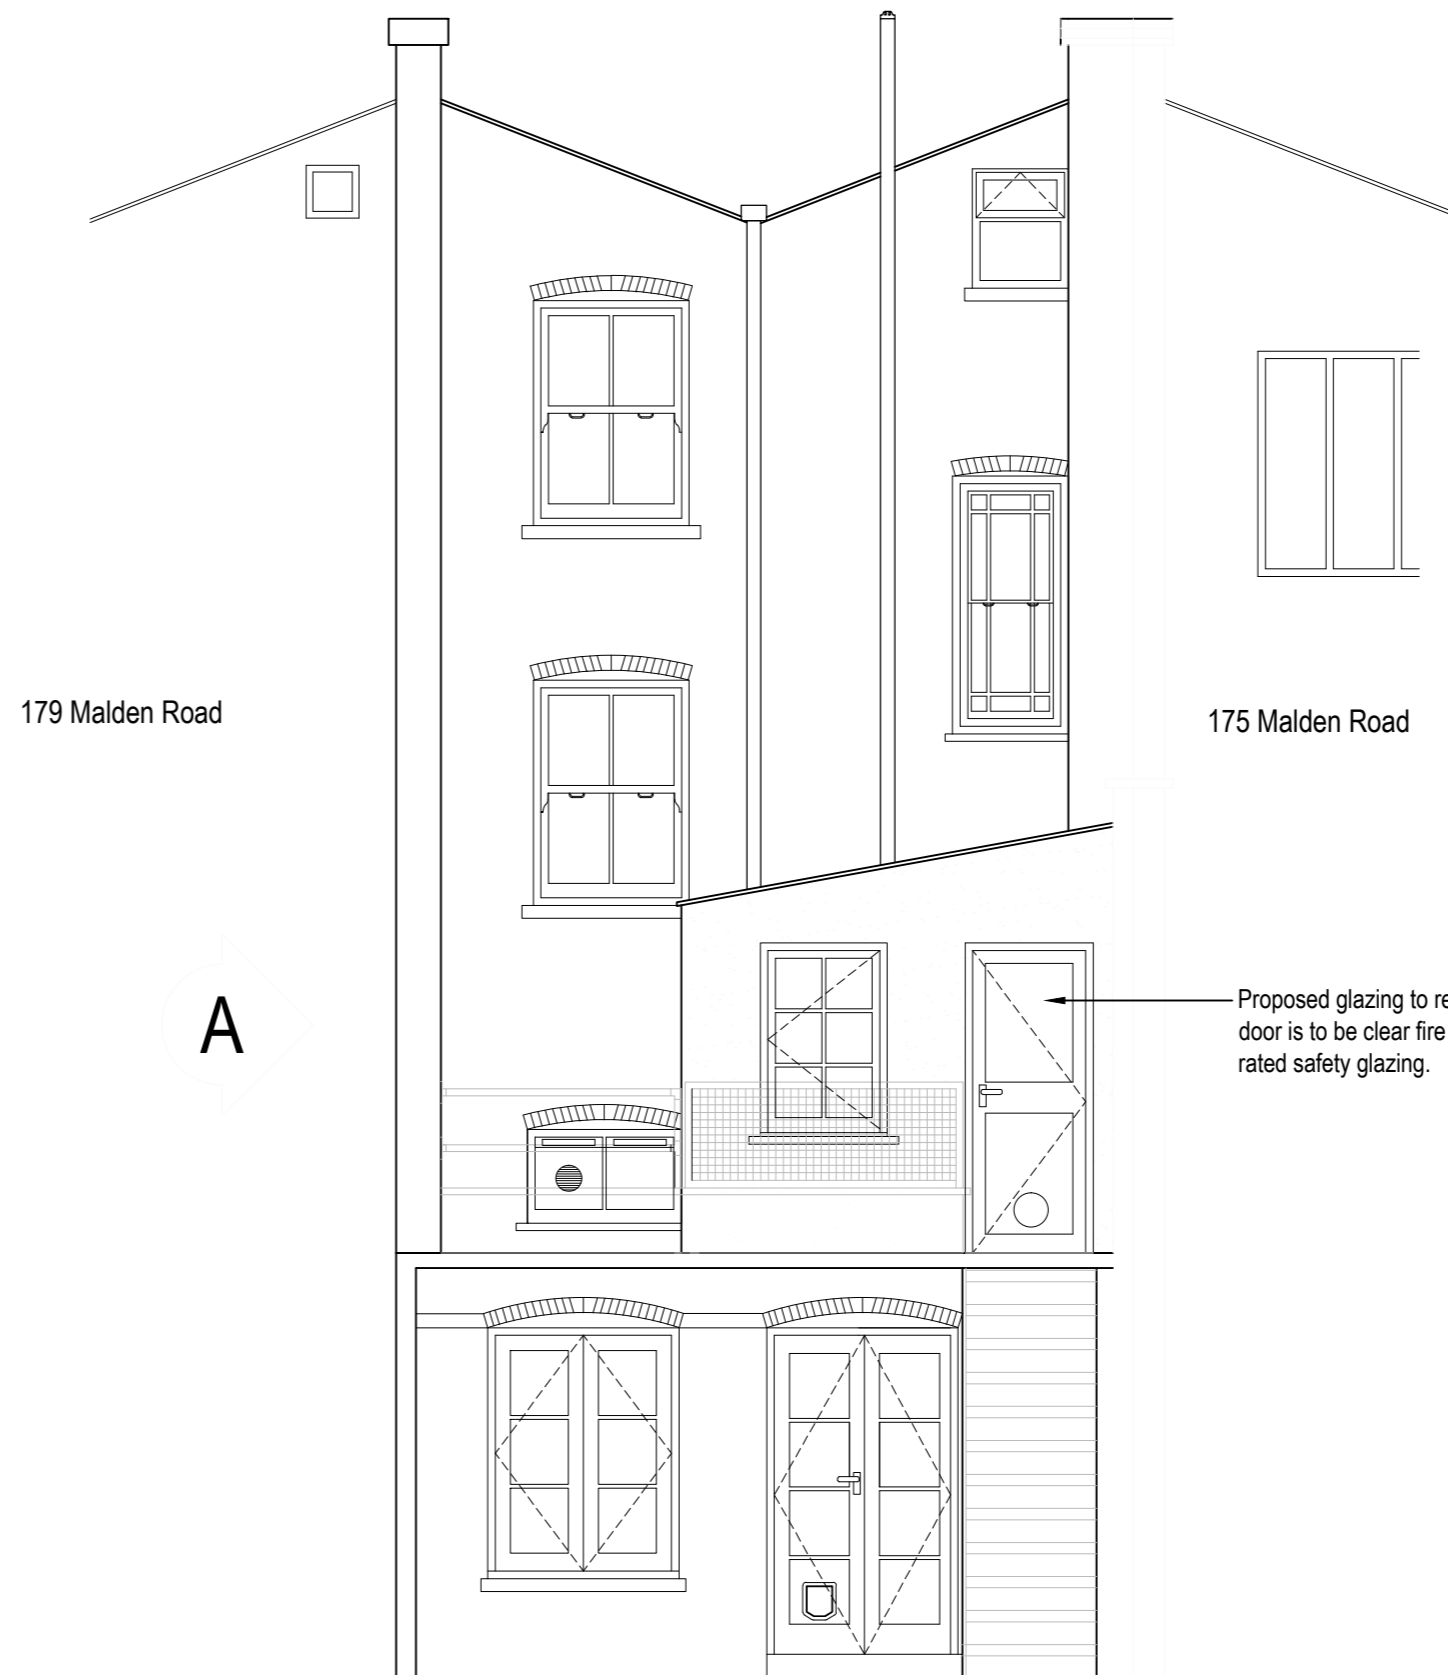 179 Malden Road
175 Malden Road
A
Proposed glazing to re
door is to be clear fire
rated safety glazing.